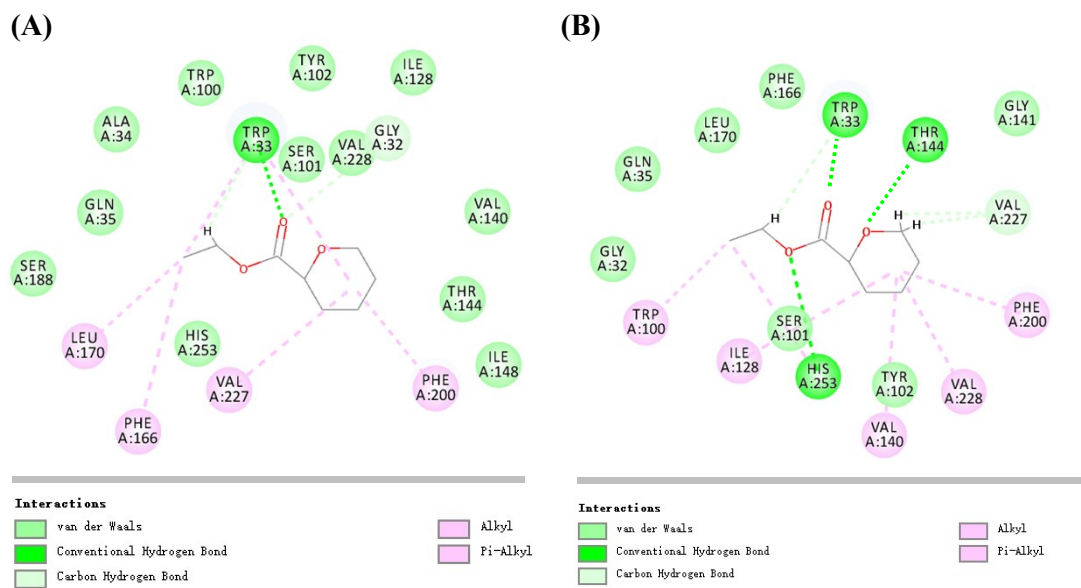 (A)
TRP
A:100
TYR
A:102
ILE
A:128
ALA
A:34
TRP
A:33
SER
A:101
VAL
A:228
GLY
A:32
GLN
A:35
VAL
A:140
SER
A:188
H
O
O
O
THR
A:144
LEU
A:170
HIS
A:253
VAL
A:227
PHE
A:200
ILE
A:148
PHE
A:166
Interactions
van der Waals
Conventional Hydrogen Bond
Carbon Hydrogen Bond
Alkyl
Pi-Alkyl
(B)
PHE
A:166
TRP
A:33
GLY
A:141
LEU
A:170
THR
A:144
GLN
A:35
VAL
A:227
GLY
A:32
H
O
O
O
H
H
TRP
A:100
SER
A:101
PHE
A:200
ILE
A:128
HIS
A:253
TYR
A:102
VAL
A:228
VAL
A:140
Interactions
van der Waals
Conventional Hydrogen Bond
Carbon Hydrogen Bond
Alkyl
Pi-Alkyl